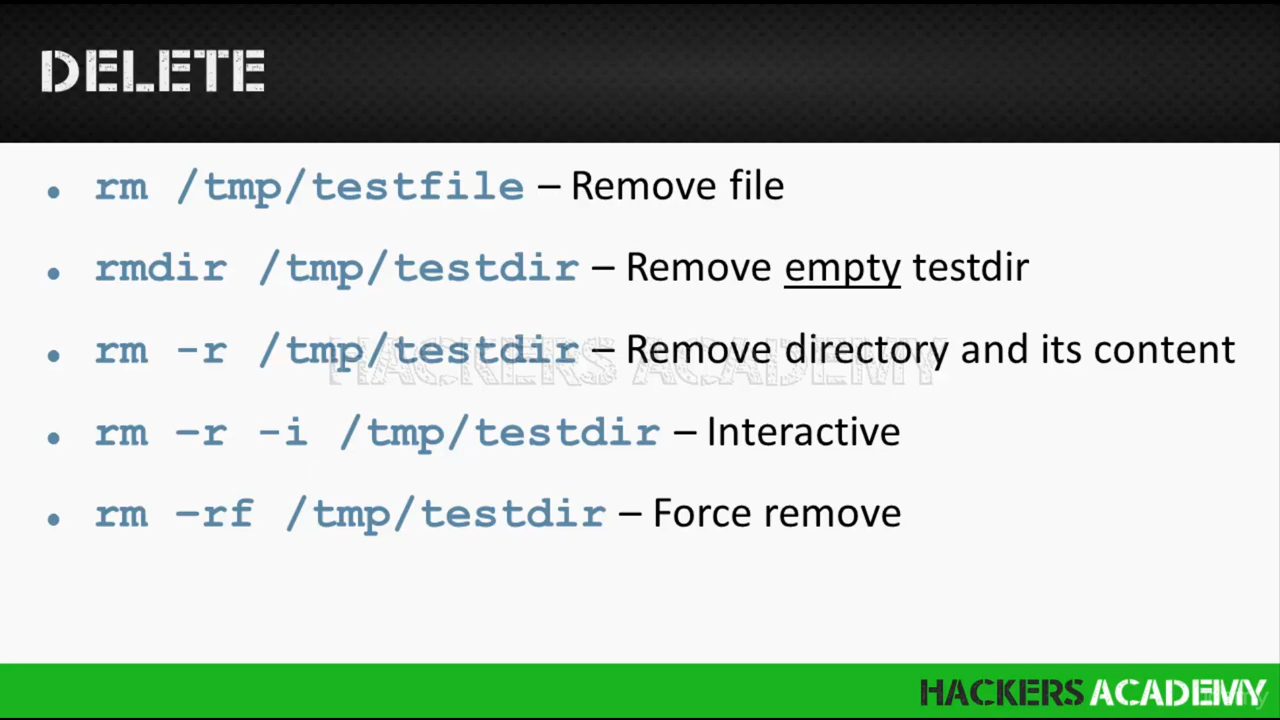 DELETE
• rm /tmp/testfile – Remove file
• rmdir /tmp/testdir – Remove empty testdir
• rm -r /tmp/testdir – Remove directory and its content
HACKERS ACADEMY
• rm –r -i /tmp/testdir – Interactive
• rm –rf /tmp/testdir – Force remove
HACKERS ACADEMY